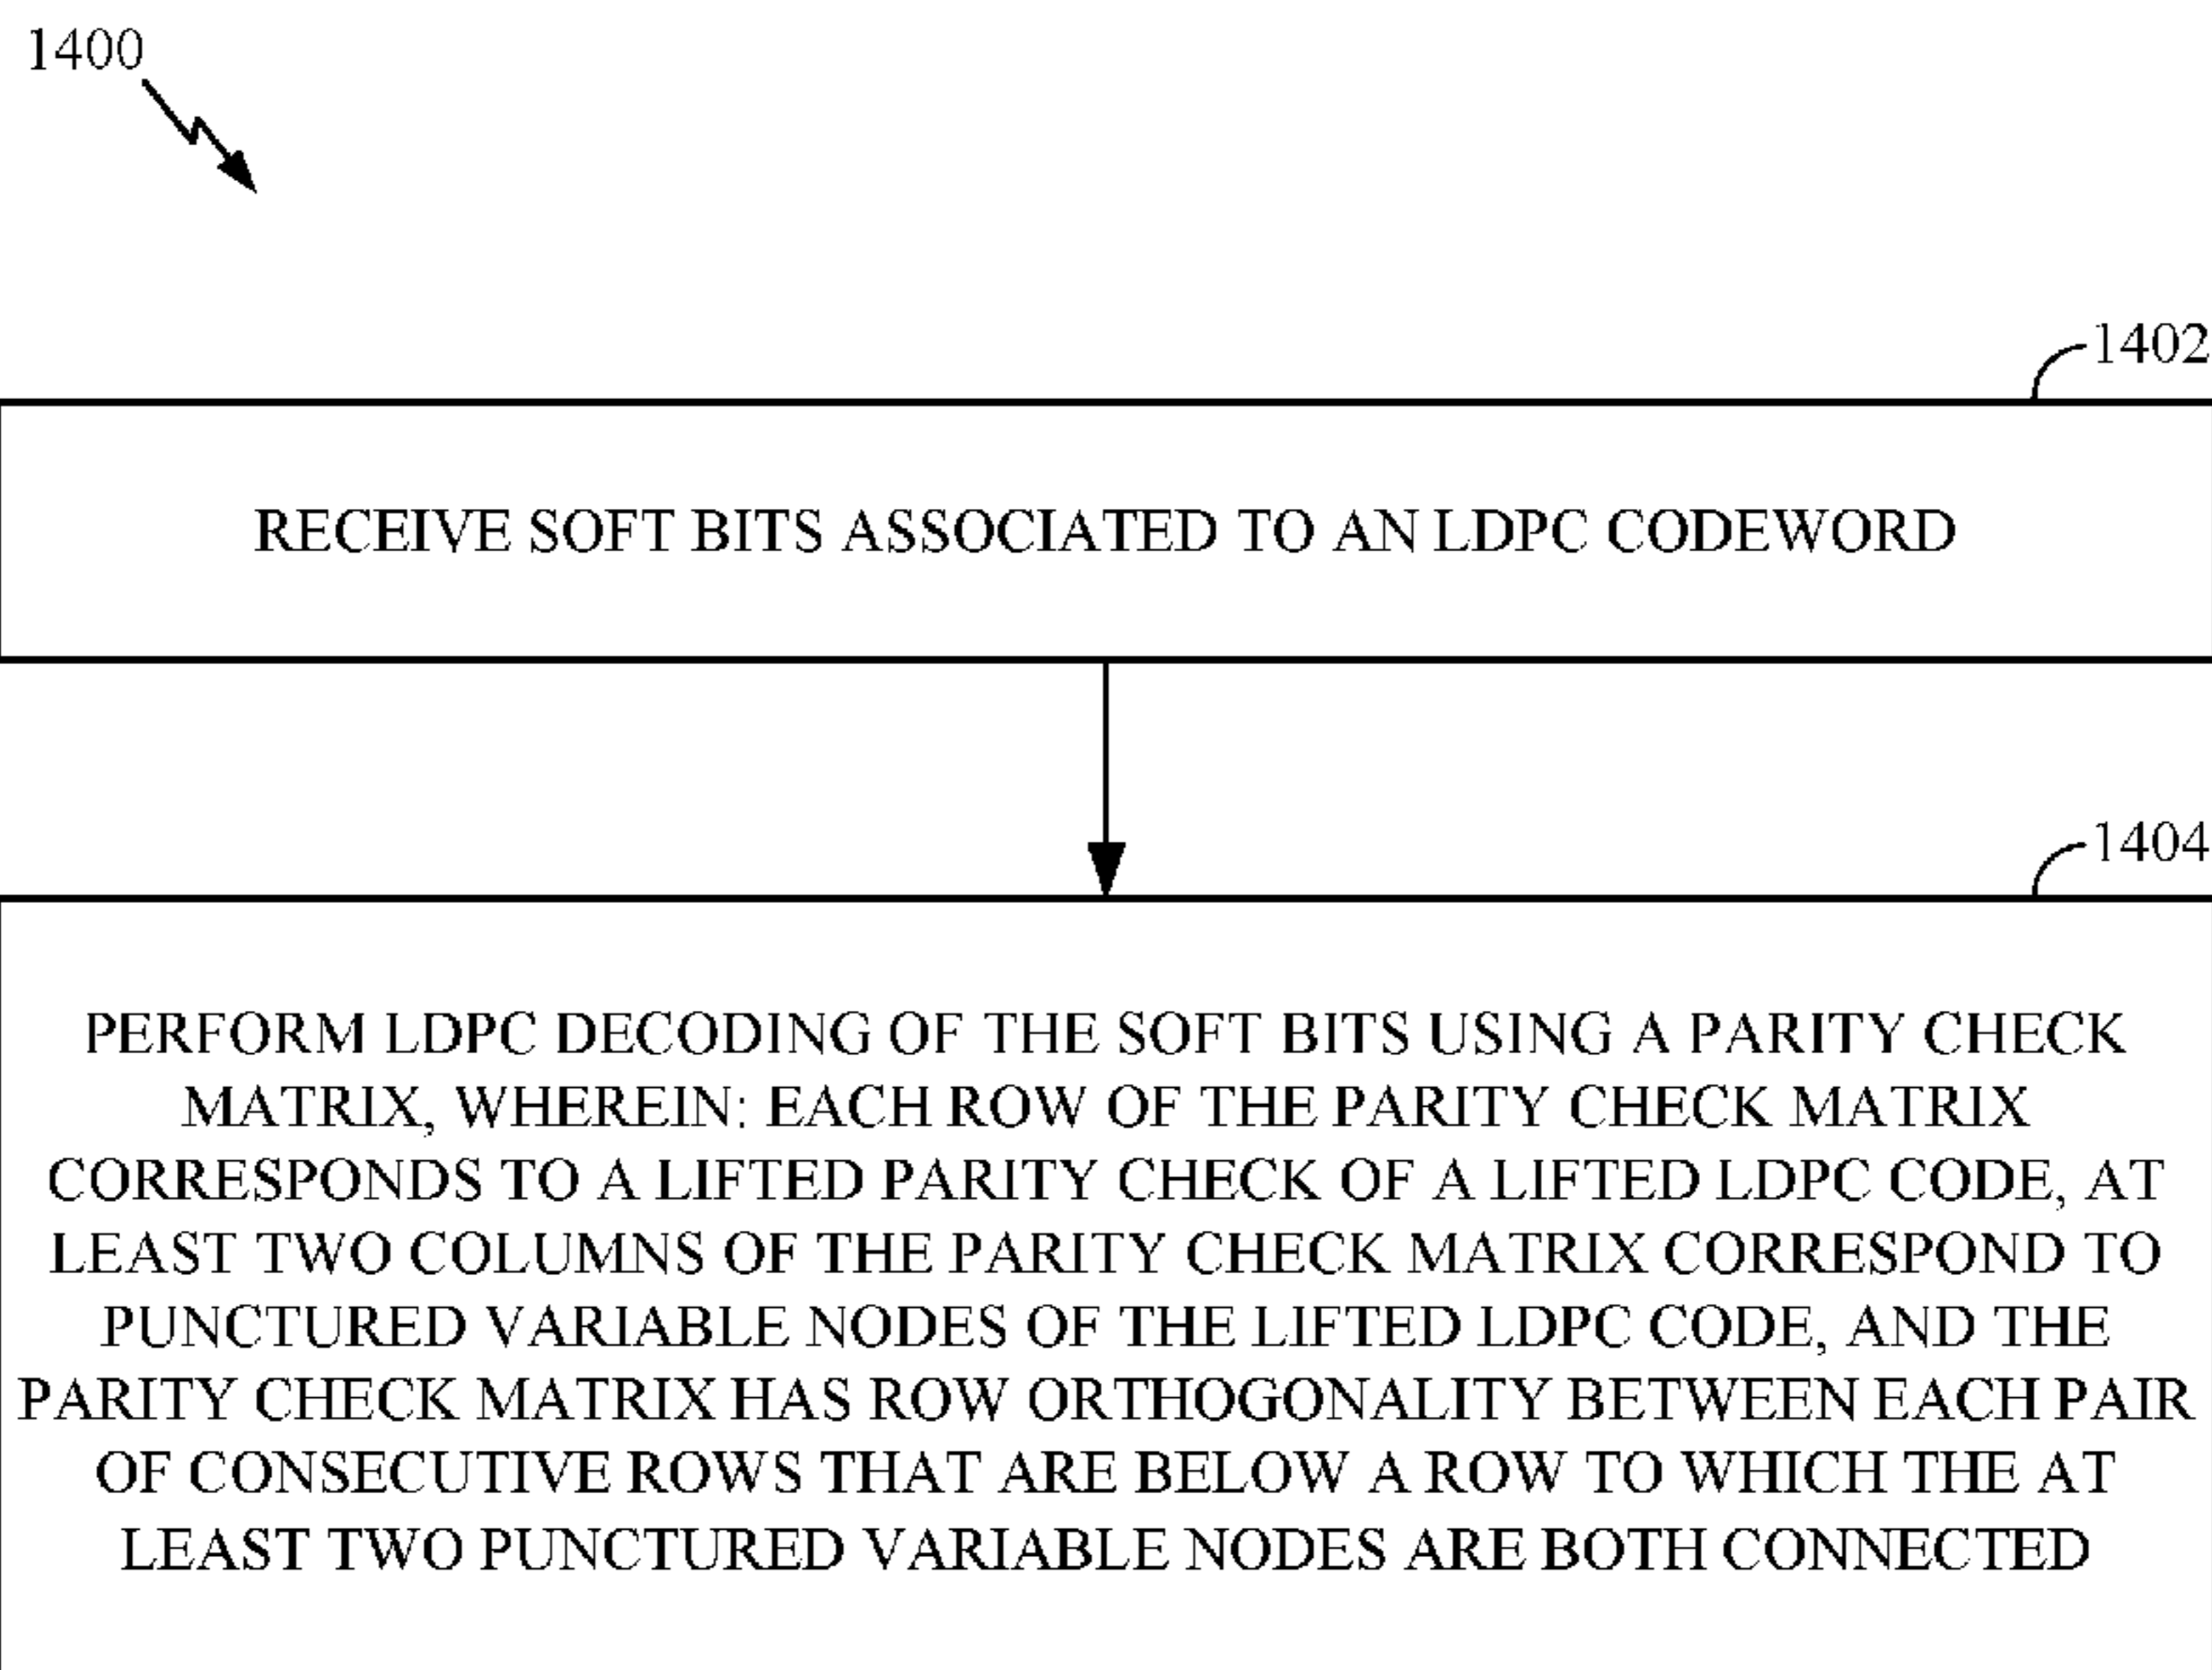 1400
1402
RECEIVE SOFT BITS ASSOCIATED TO AN LDPC CODEWORD
1404
PERFORM LDPC DECODING OF THE SOFT BITS USING A PARITY CHECK
MATRIX, WHEREIN: EACH ROW OF THE PARITY CHECK MATRIX
CORRESPONDS TO A LIFTED PARITY CHECK OF A LIFTED LDPC CODE, AT
LEAST TWO COLUMNS OF THE PARITY CHECK MATRIX CORRESPOND TO
PUNCTURED VARIABLE NODES OF THE LIFTED LDPC CODE, AND THE
PARITY CHECK MATRIX HAS ROW ORTHOGONALITY BETWEEN EACH PAIR
OF CONSECUTIVE ROWS THAT ARE BELOW A ROW TO WHICH THE AT
LEAST TWO PUNCTURED VARIABLE NODES ARE BOTH CONNECTED